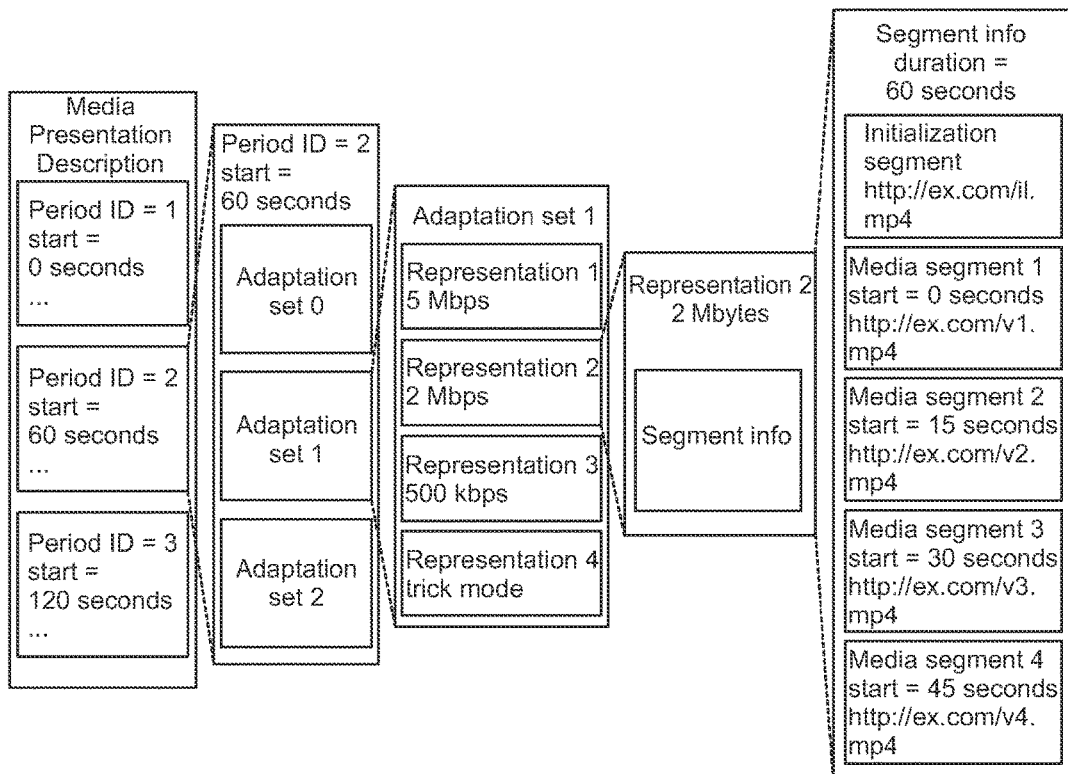 Media
Presentation
Description
Period ID = 1
start =
0 seconds
...
Period ID = 2
start =
60 seconds
...
Period ID = 3
start =
120 seconds
...
Period ID = 2
start =
60 seconds
Adaptation
set 0
Adaptation
set 1
Adaptation
set 2
Adaptation set 1
Representation 1
5 Mbps
Representation 2
2 Mbps
Representation 3
500 kbps
Representation 4
trick mode
Representation 2
2 Mbytes
Segment info
Segment info
duration =
60 seconds
Initialization
segment
http://ex.com/il.
mp4
Media segment 1
start = 0 seconds
http://ex.com/v1.
mp4
Media segment 2
start = 15 seconds
http://ex.com/v2.
mp4
Media segment 3
start = 30 seconds
http://ex.com/v3.
mp4
Media segment 4
start = 45 seconds
http://ex.com/v4.
mp4